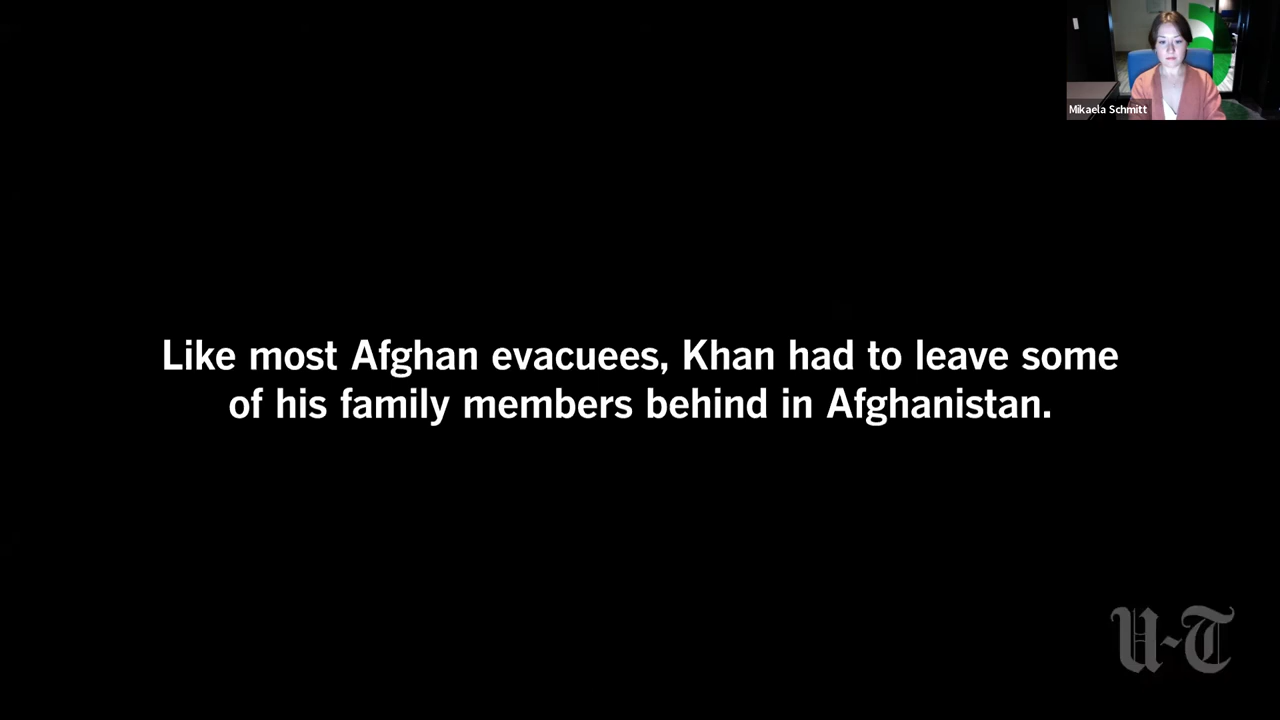 Mikaela Schmitt
Like most Afghan evacuees, Khan had to leave some
of his family members behind in Afghanistan.
U-T